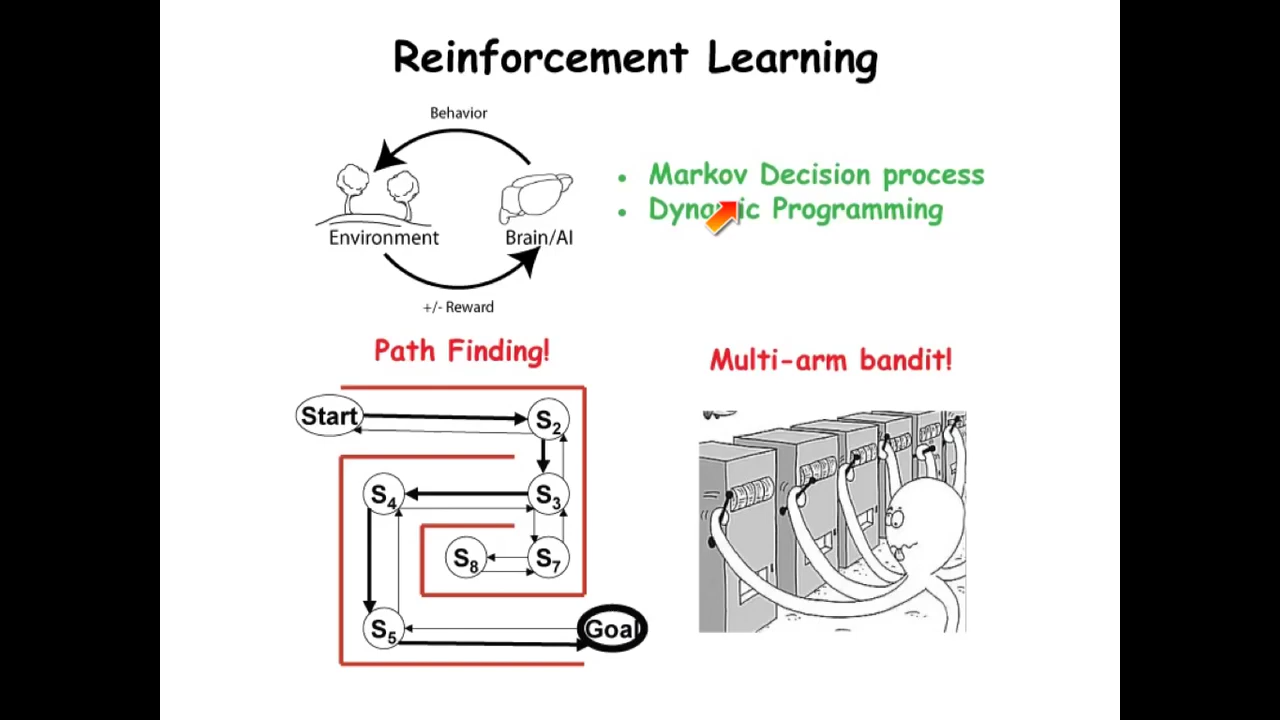 Reinforcement Learning
Behavior
Environment
Brain/AI
+/- Reward
• Markov Decision process
• Dynamic Programming
Path Finding!
Start
S2
S4
S3
S8
S7
S5
Goal
Multi-arm bandit!